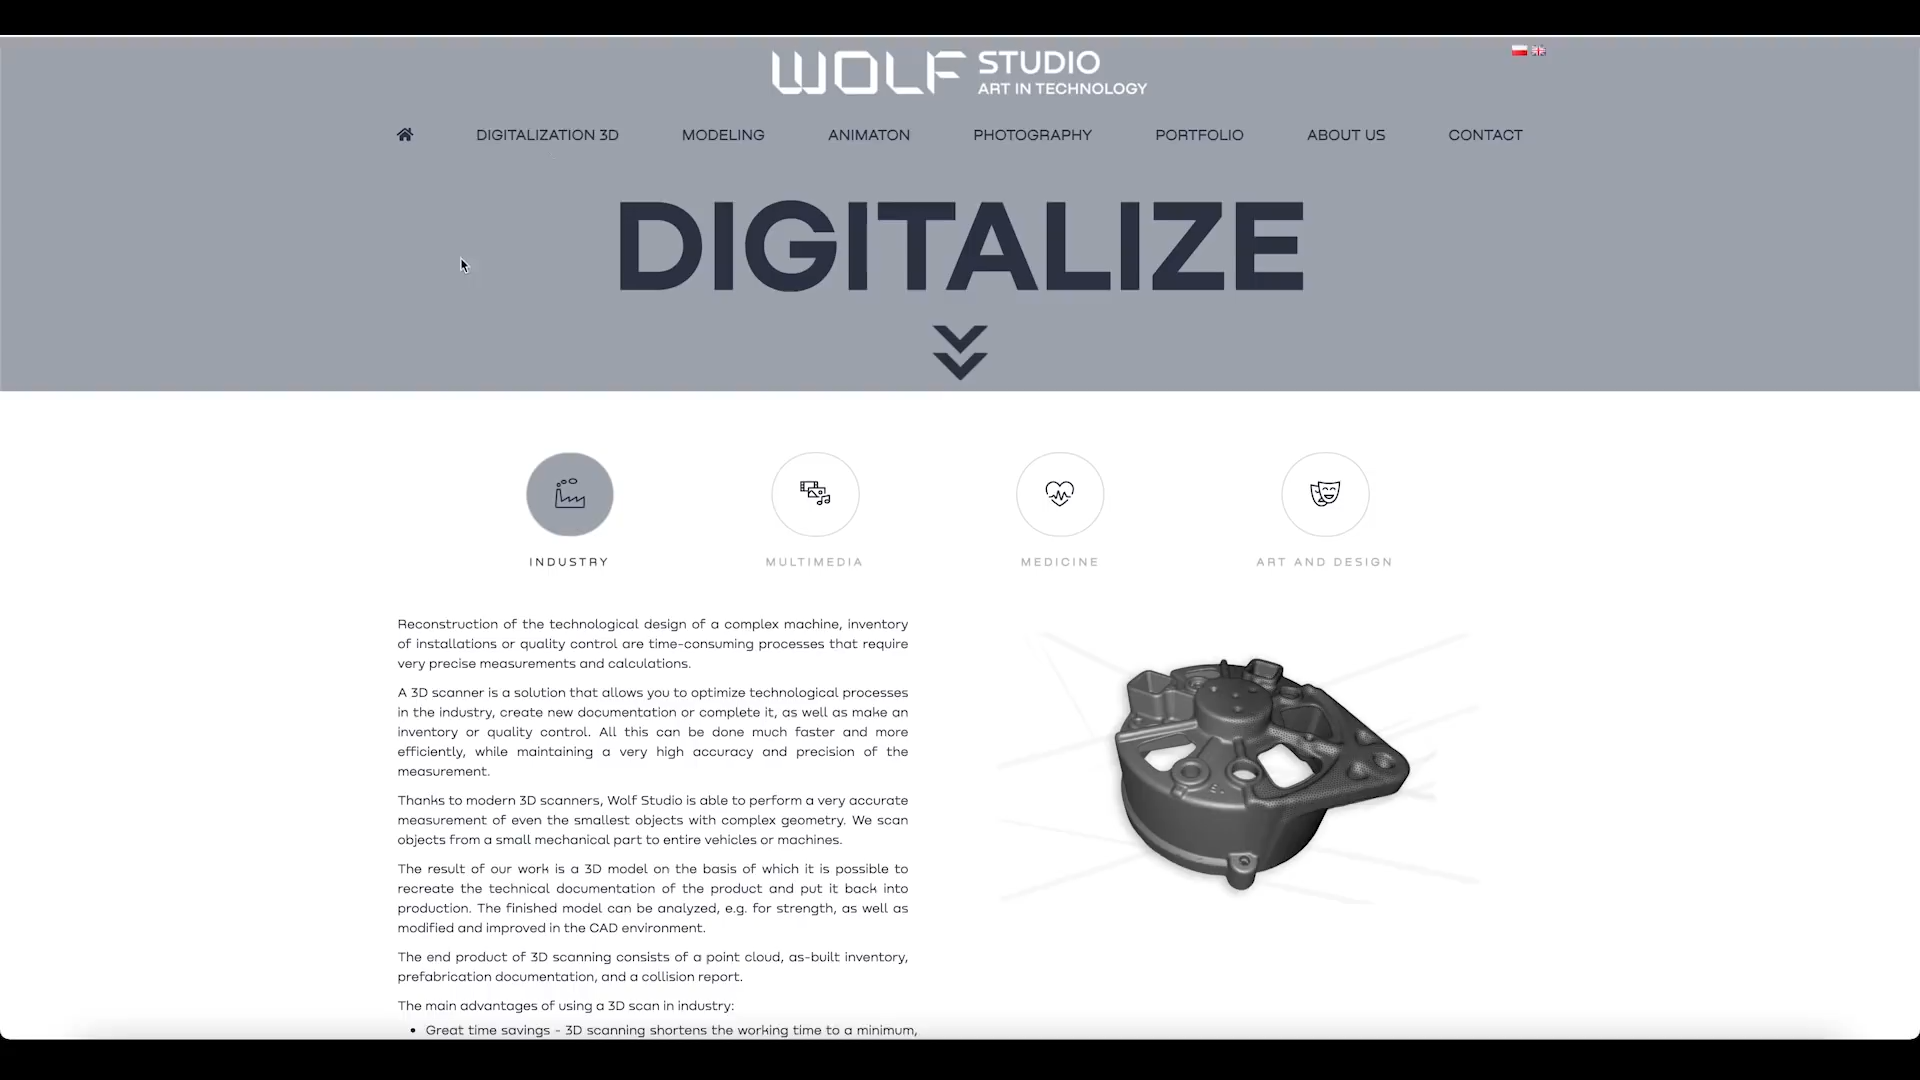 WOLF STUDIO
ART IN TECHNOLOGY
DIGITALIZATION 3D MODELING ANIMATON PHOTOGRAPHY PORTFOLIO ABOUT US CONTACT
DIGITALIZE
INDUSTRY MULTIMEDIA MEDICINE ART AND DESIGN
Reconstruction of the technological design of a complex machine, inventory
of installations or quality control are time-consuming processes that require
very precise measurements and calculations.
A 3D scanner is a solution that allows you to optimize technological processes
in the industry, create new documentation or complete it, as well as make an
inventory or quality control. All this can be done much faster and more
efficiently, while maintaining a very high accuracy and precision of the
measurement.
Thanks to modern 3D scanners, Wolf Studio is able to perform a very accurate
measurement of even the smallest objects with complex geometry. We scan
objects from a small mechanical part to entire vehicles or machines.
The result of our work is a 3D model on the basis of which it is possible to
recreate the technical documentation of the product and put it back into
production. The finished model can be analyzed, e.g. for strength, as well as
modified and improved in the CAD environment.
The end product of 3D scanning consists of a point cloud, as-built inventory,
prefabrication documentation, and a collision report.
The main advantages of using a 3D scan in industry:
• Great time savings - 3D scanning shortens the working time to a minimum,